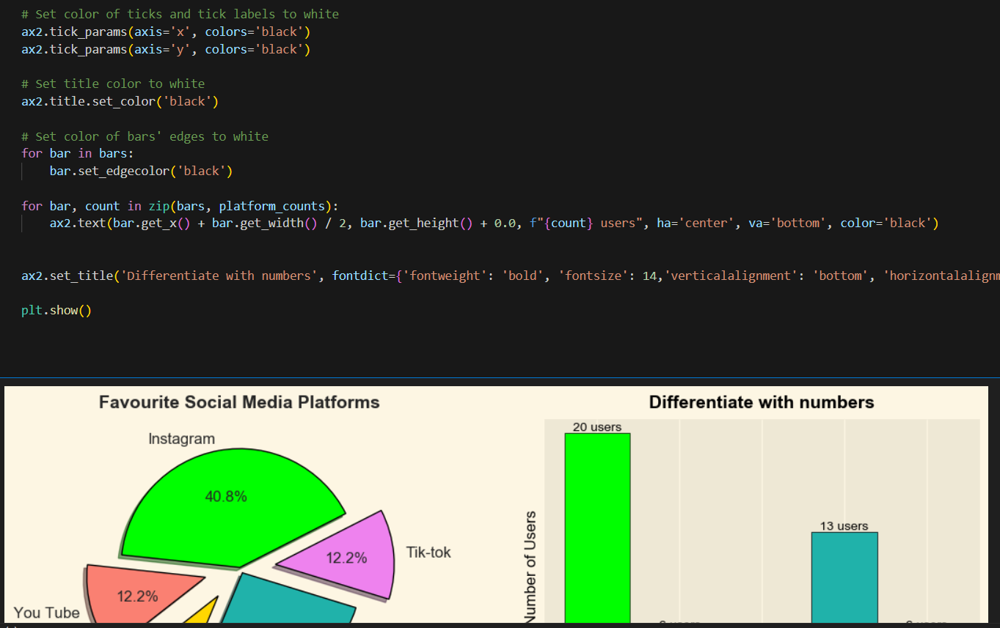 # Set color of ticks and tick labels to white
ax2.tick_params(axis='x', colors='black')
ax2.tick_params(axis='y', colors='black')
# Set title color to white
ax2.title.set_color('black')
# Set color of bars' edges to white
for bar in bars:
    bar.set_edgecolor('black')
for bar, count in zip(bars, platform_counts):
    ax2.text(bar.get_x() + bar.get_width() / 2, bar.get_height() + 0.0, f"{count} users", ha='center', va='bottom', color='black')
ax2.set_title('Differentiate with numbers', fontdict={'fontweight': 'bold', 'fontsize': 14,'verticalalignment': 'bottom', 'horizontalalignm
plt.show()
Favourite Social Media Platforms
Instagram
40.8%
12.2%
Tik-tok
12.2%
You Tube
Differentiate with numbers
20 users
13 users
Number of Users